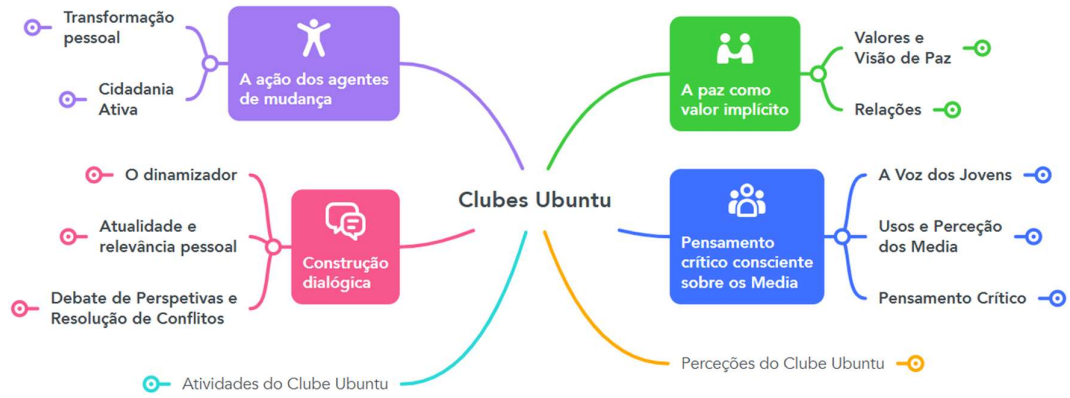 Transformação
pessoal
Cidadania
Ativa
A ação dos agentes
de mudança
A paz como
valor implícito
Valores e
Visão de Paz
Relações
O dinamizador
Atualidade e
relevância pessoal
Debate de Perspetivas e
Resolução de Conflitos
Construção
dialógica
Clubes Ubuntu
Pensamento
crítico consciente
sobre os Media
A Voz dos Jovens
Usos e Perceção
dos Media
Pensamento Crítico
Atividades do Clube Ubuntu
Perceções do Clube Ubuntu